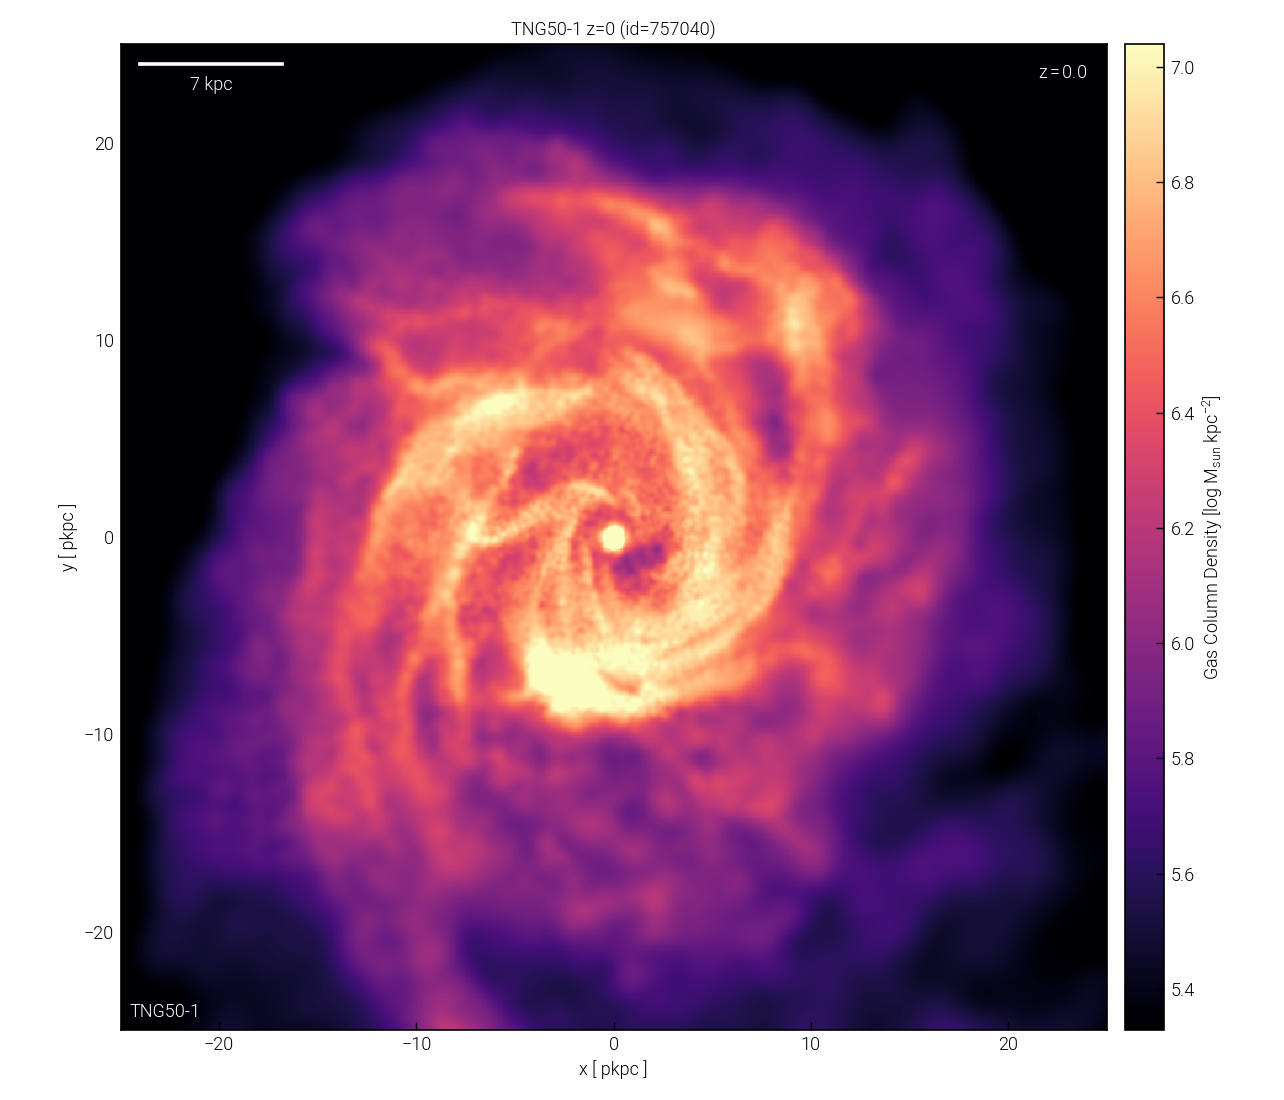 TNG50-1 z=0 (id=757040)
7 kpc
z=0.0
TNG50-1
20
10
0
−10
−20
y [ pkpc ]
−20
−10
0
10
20
x [ pkpc ]
7.0
6.8
6.6
6.4
6.2
6.0
5.8
5.6
5.4
Gas Column Density [log M_sun kpc^−2]